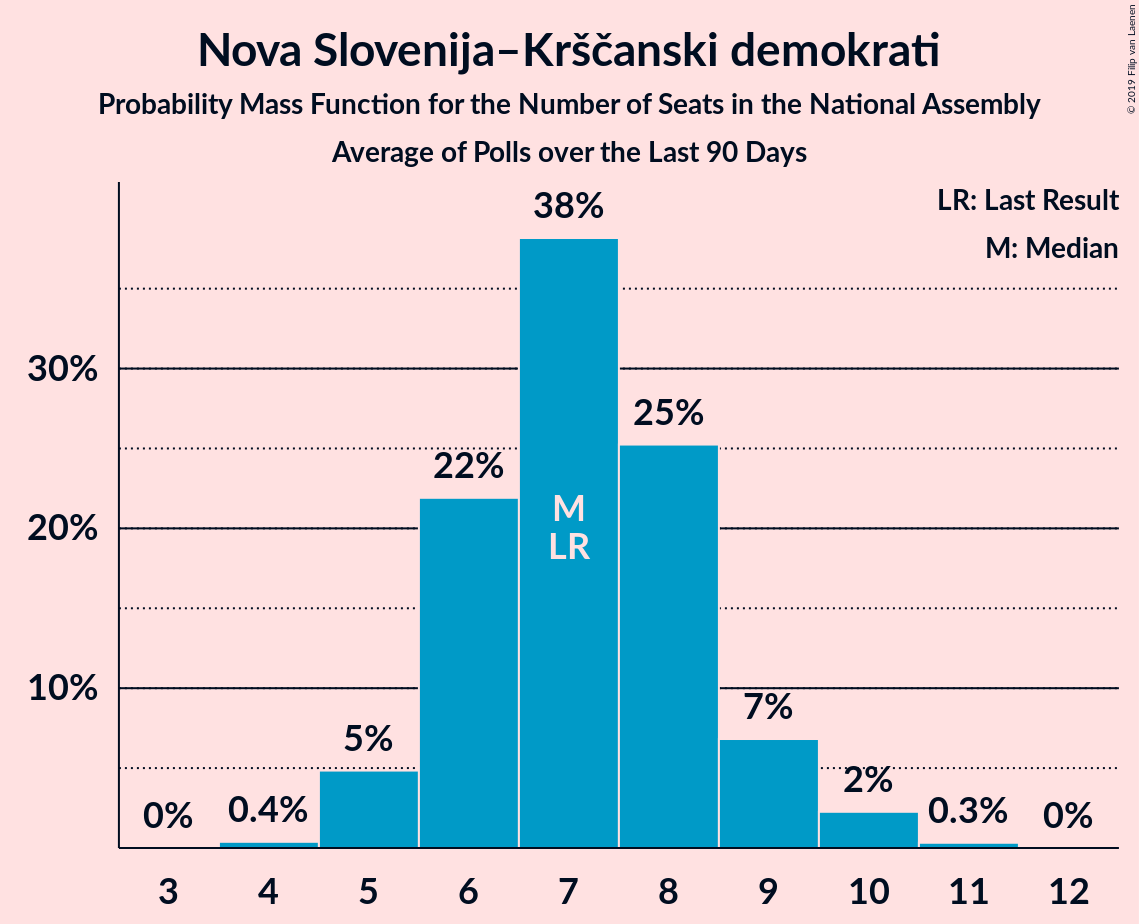 Nova Slovenija–Krščanski demokrati
Probability Mass Function for the Number of Seats in the National Assembly
Average of Polls over the Last 90 Days
© 2019 Filip van Laenen
LR: Last Result
M: Median
38%
30%
25%
22%
M
LR
20%
10%
7%
5%
2%
0%
0.4%
0.3%
0%
3 4 5 6 7 8 9 10 11 12